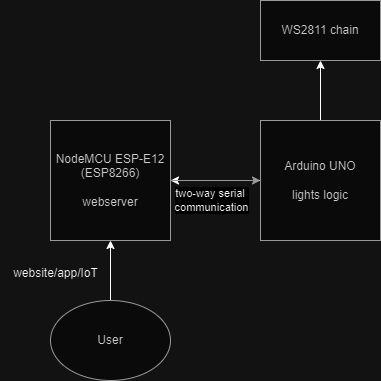 WS2811 chain
NodeMCU ESP-E12
(ESP8266)
webserver
two-way serial
communication
Arduino UNO
lights logic
website/app/IoT
User